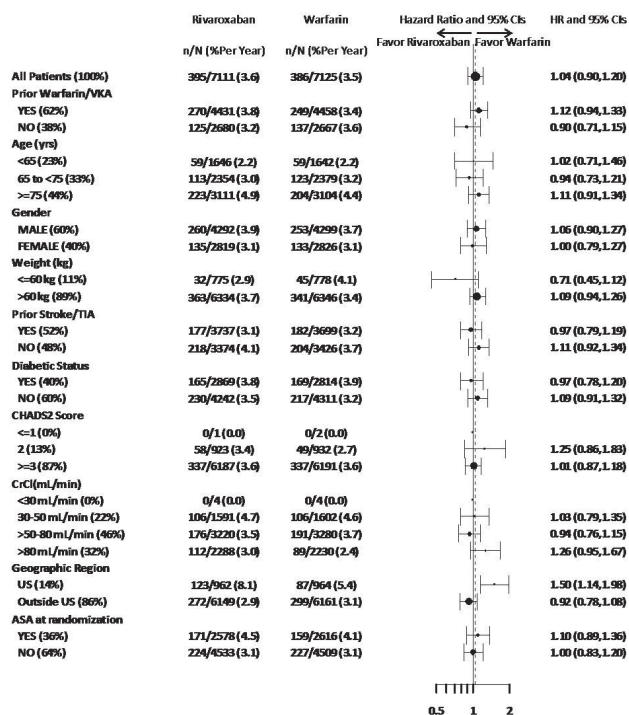 Rivaroxaban Warfarin Hazard Ratio and 95% CIs HR and 95% CIs
n/N (%Per Year) n/N (%Per Year) Favor Rivaroxaban Favor Warfarin
All Patients (100%) 395/7111 (3.6) 386/7125 (3.5) 1.04 (0.90,1.20)
Prior Warfarin/VKA
YES (62%) 270/4431 (3.8) 249/4458 (3.4) 1.12 (0.94,1.33)
NO (38%) 125/2680 (3.2) 137/2667 (3.6) 0.90 (0.71,1.15)
Age (yrs)
<65 (23%) 59/1646 (2.2) 59/1642 (2.2) 1.02 (0.71,1.46)
65 to <75 (33%) 113/2354 (3.0) 123/2379 (3.2) 0.94 (0.73,1.21)
>=75 (44%) 223/3111 (4.9) 204/3104 (4.4) 1.11 (0.91,1.34)
Gender
MALE (60%) 260/4292 (3.9) 253/4299 (3.7) 1.06 (0.90,1.27)
FEMALE (40%) 135/2819 (3.1) 133/2826 (3.1) 1.00 (0.79,1.27)
Weight (kg)
<=60 kg (11%) 32/775 (2.9) 45/778 (4.1) 0.71 (0.45,1.12)
>60 kg (89%) 363/6334 (3.7) 341/6346 (3.4) 1.09 (0.94,1.26)
Prior Stroke/TIA
YES (52%) 177/3737 (3.1) 182/3699 (3.2) 0.97 (0.79,1.19)
NO (48%) 218/3374 (4.1) 204/3426 (3.7) 1.11 (0.92,1.34)
Diabetic Status
YES (40%) 165/2869 (3.8) 169/2814 (3.9) 0.97 (0.78,1.20)
NO (60%) 230/4242 (3.5) 217/4311 (3.2) 1.09 (0.91,1.32)
CHADS2 Score
<=1 (0%) 0/1 (0.0) 0/2 (0.0)
2 (13%) 58/923 (3.4) 49/932 (2.7) 1.25 (0.86,1.83)
>=3 (87%) 337/6187 (3.6) 337/6191 (3.6) 1.01 (0.87,1.18)
CrCl(mL/min)
<30 mL/min (0%) 0/4 (0.0) 0/4 (0.0)
30-50 mL/min (22%) 106/1591 (4.7) 106/1602 (4.6) 1.03 (0.79,1.35)
>50-80 mL/min (46%) 176/3220 (3.5) 191/3280 (3.7) 0.94 (0.76,1.15)
>80 mL/min (32%) 112/2288 (3.0) 89/2230 (2.4) 1.26 (0.95,1.67)
Geographic Region
US (14%) 123/962 (8.1) 87/964 (5.4) 1.50 (1.14,1.98)
Outside US (86%) 272/6149 (2.9) 299/6161 (3.1) 0.92 (0.78,1.08)
ASA at randomization
YES (36%) 171/2578 (4.5) 159/2616 (4.1) 1.10 (0.89,1.36)
NO (64%) 224/4533 (3.1) 227/4509 (3.1) 1.00 (0.83,1.20)
0.5 1 2